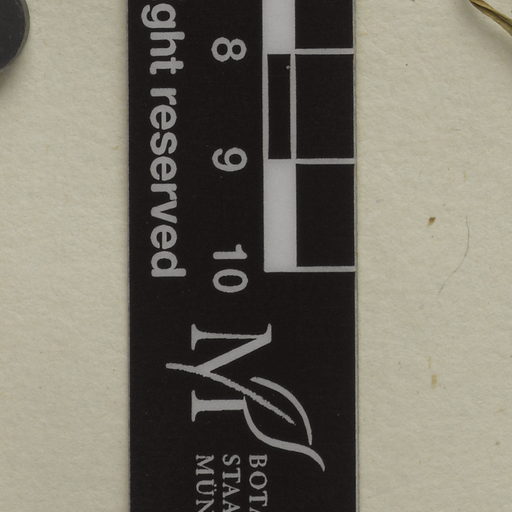 ght reserved
8
9
10
M
BOTA
STAA
MÜN